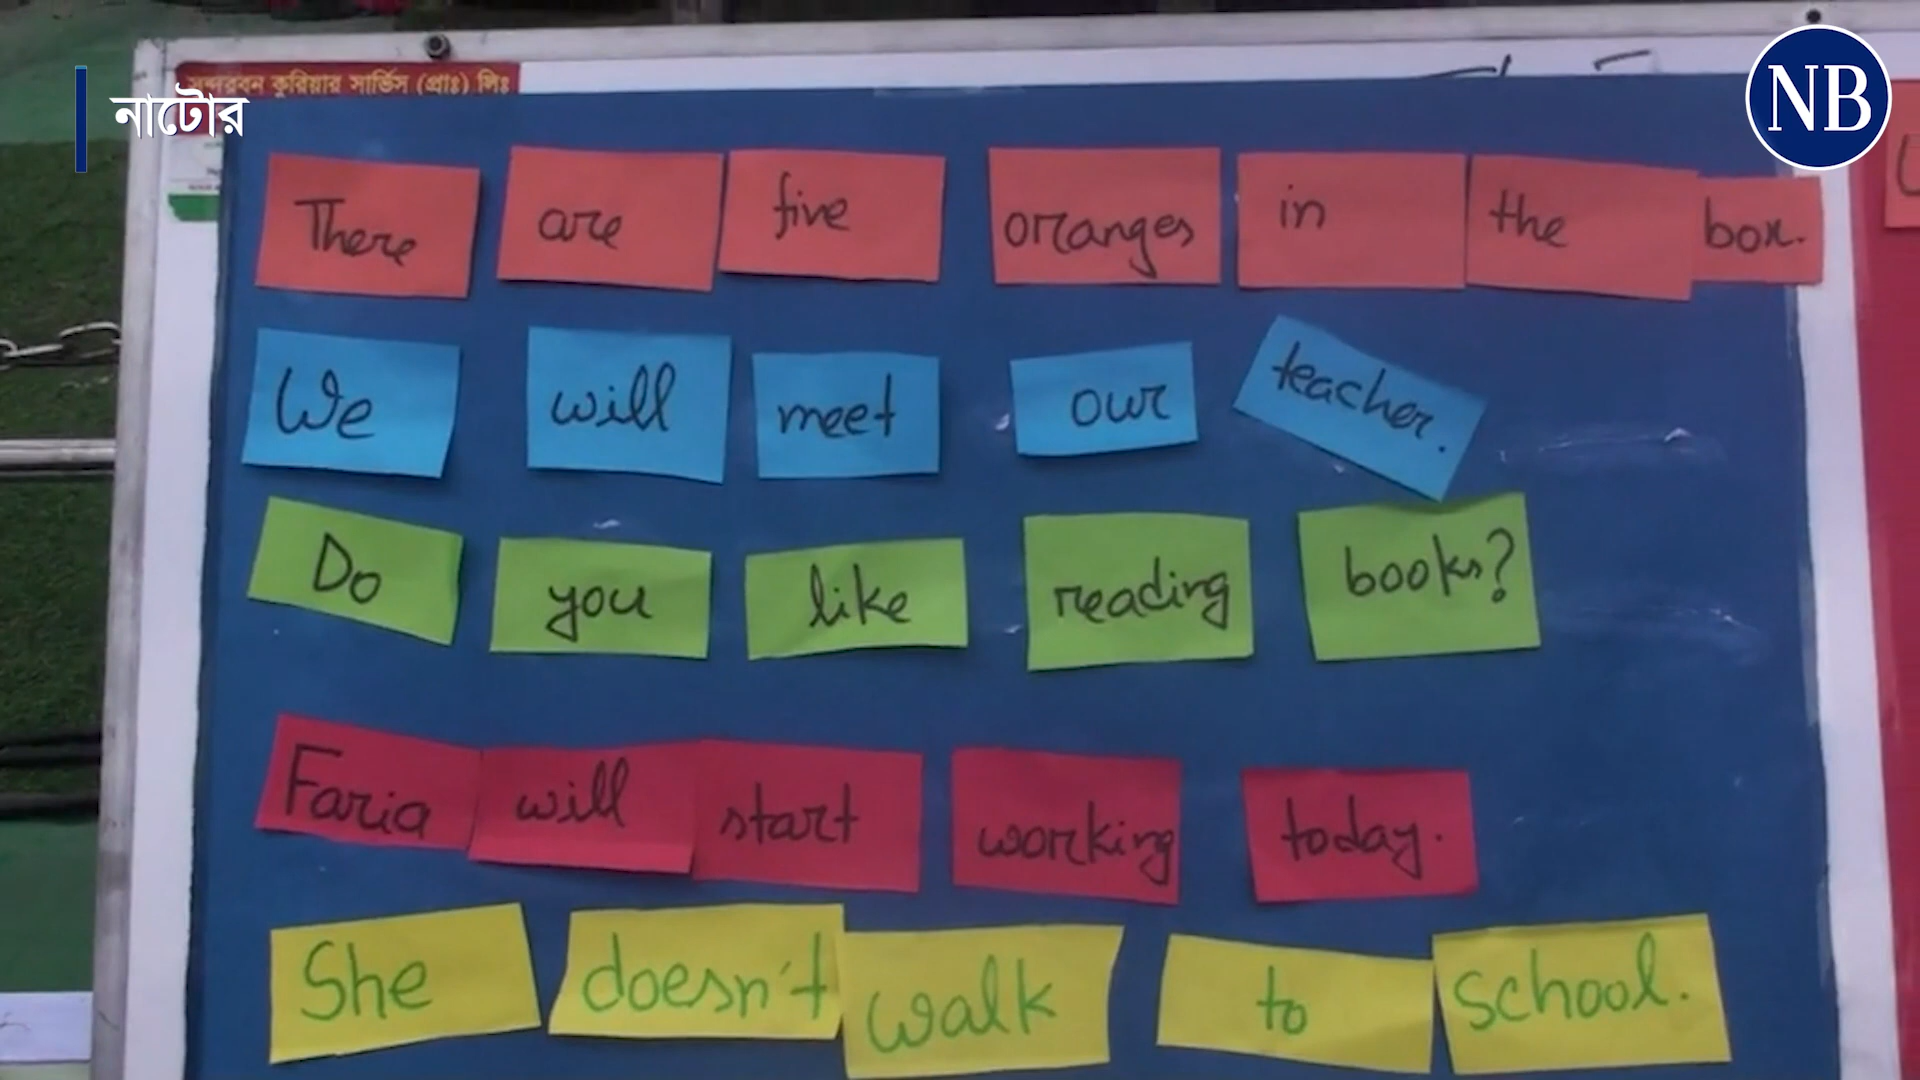 সুন্দরবন কুরিয়ার সার্ভিস (প্রাঃ) লিঃ
নাটোর
NB
There are five oranges in the box.
We will meet our teacher.
Do you like reading books?
Faria will start working today.
She doesn't walk to school.